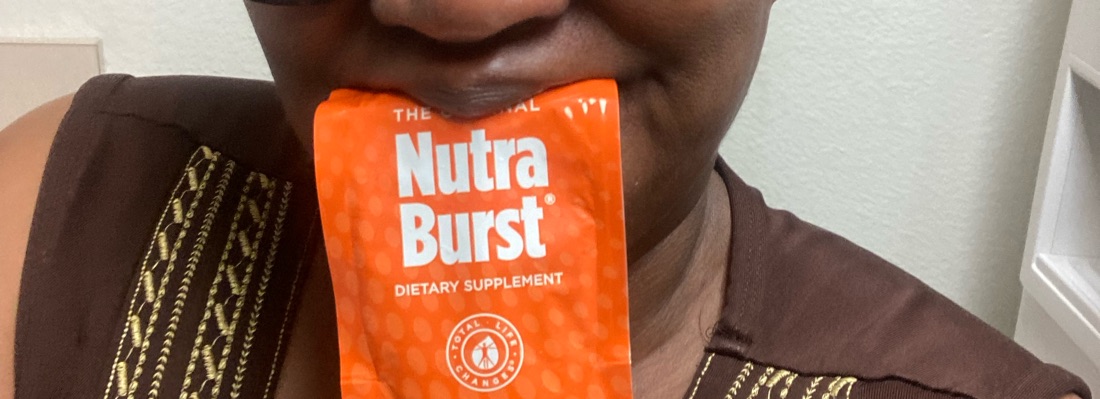 THE
Nutra
Burst®
DIETARY SUPPLEMENT
TOTAL · LIFE
CHANGES®